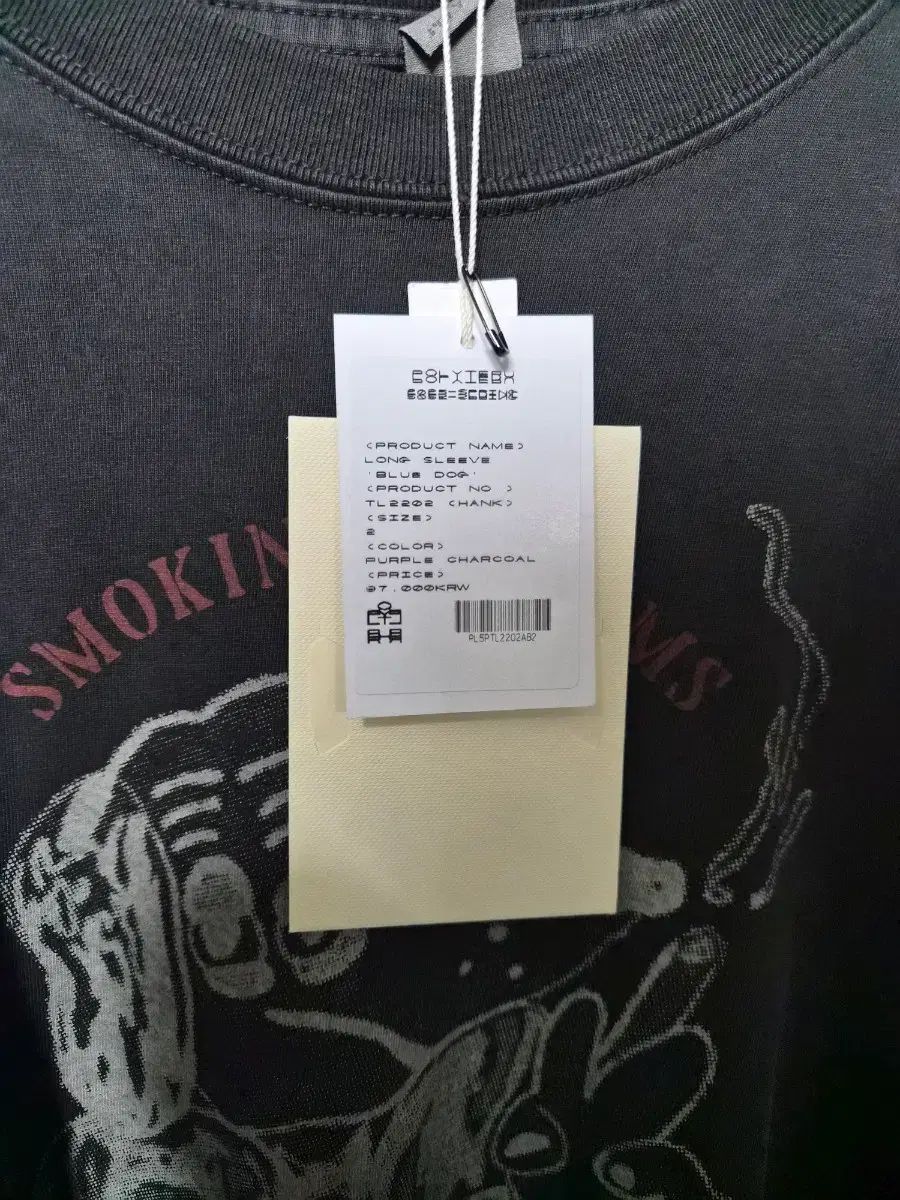 (PRODUCT NAME)
LONG SLEEVE
'BLUE DOG'
(PRODUCT NO )
TL2202 (HANK)
(SIZE)
2
(COLOR)
PURPLE CHARCOAL
(PRICE)
97.000KRW
PL5PTL2202AB2
SMOKIN
MS